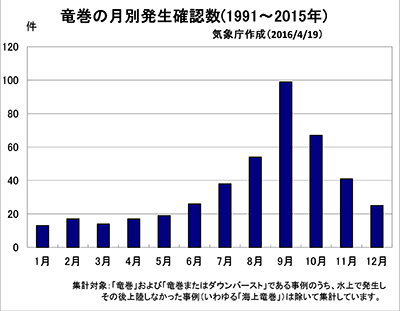 竜巻の月別発生確認数(1991～2015年)
気象庁作成(2016/4/19)
件
120
100
80
60
40
20
0
1月 2月 3月 4月 5月 6月 7月 8月 9月 10月 11月 12月
集計対象:「竜巻」および「竜巻またはダウンバースト」である事例のうち、水上で発生し
その後上陸しなかった事例(いわゆる「海上竜巻」)は除いて集計しています。